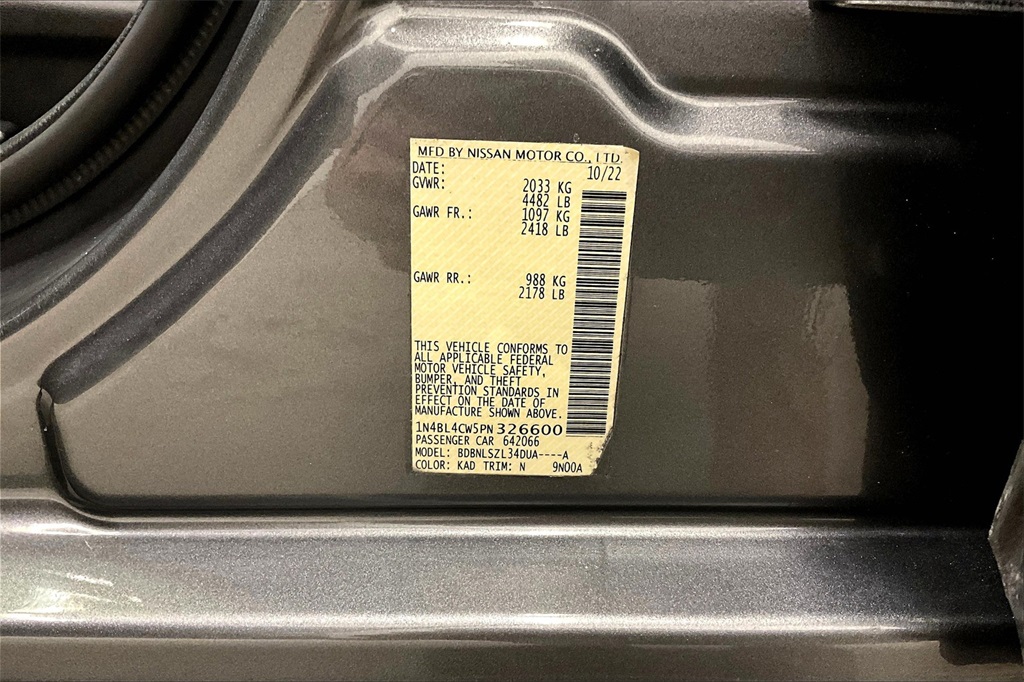 MFD BY NISSAN MOTOR CO., LTD.
DATE: 10/22
GVWR: 2033 KG
4482 LB
GAWR FR.: 1097 KG
2418 LB
GAWR RR.: 988 KG
2178 LB
THIS VEHICLE CONFORMS TO
ALL APPLICABLE FEDERAL
MOTOR VEHICLE SAFETY,
BUMPER, AND THEFT
PREVENTION STANDARDS IN
EFFECT ON THE DATE OF
MANUFACTURE SHOWN ABOVE.
1N4BL4CW5PN326600
PASSENGER CAR 642066
MODEL: BDBNLSZL34DUA----A
COLOR: KAD TRIM: N 9N00A